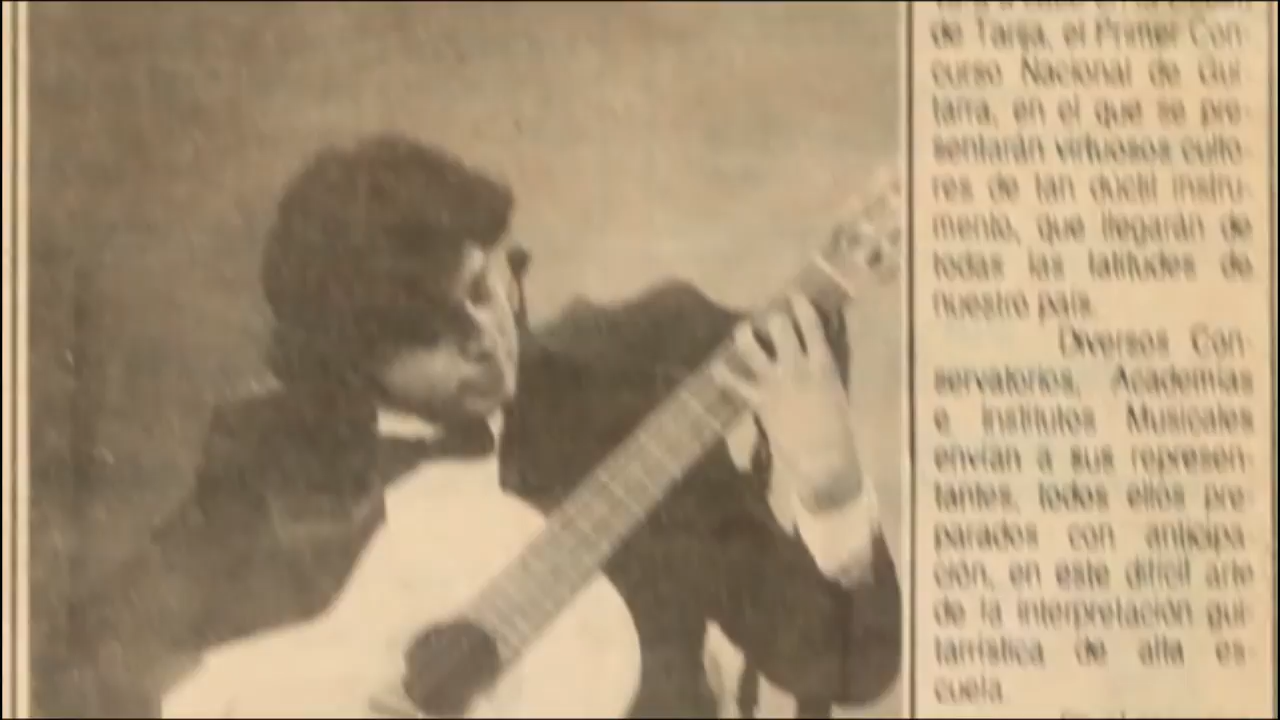 de Tarija, el Primer Con-
curso Nacional de Gui-
tarra, en el que se pre-
sentarán virtuosos culto-
res de tan dúctil instru-
mento, que llegarán de
todas las latitudes de
nuestro país.
Diversos Con-
servatorios, Academias
e Institutos Musicales
envían a sus represen-
tantes, todos ellos pre-
parados con anticipa-
ción, en este difícil arte
de la interpretación gui-
tarrística de alta es-
cuela.